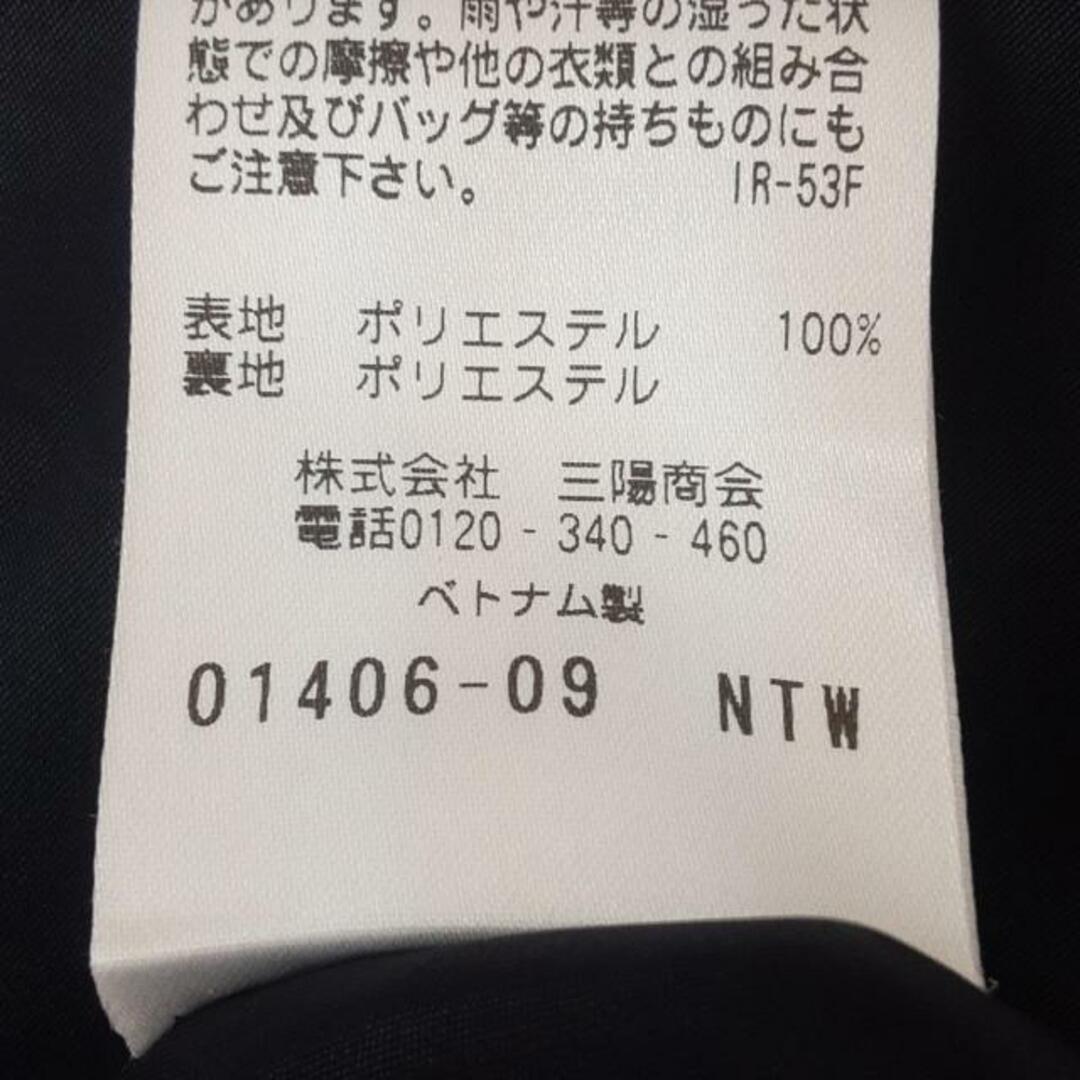 があります。雨や汗等の湿った状
態での摩擦や他の衣類との組み合
わせ及びバッグ等の持ちものにも
ご注意下さい。 IR-53F
表地 ポリエステル 100%
裏地 ポリエステル
株式会社 三陽商会
電話0120-340-460
ベトナム製
01406-09 NTW